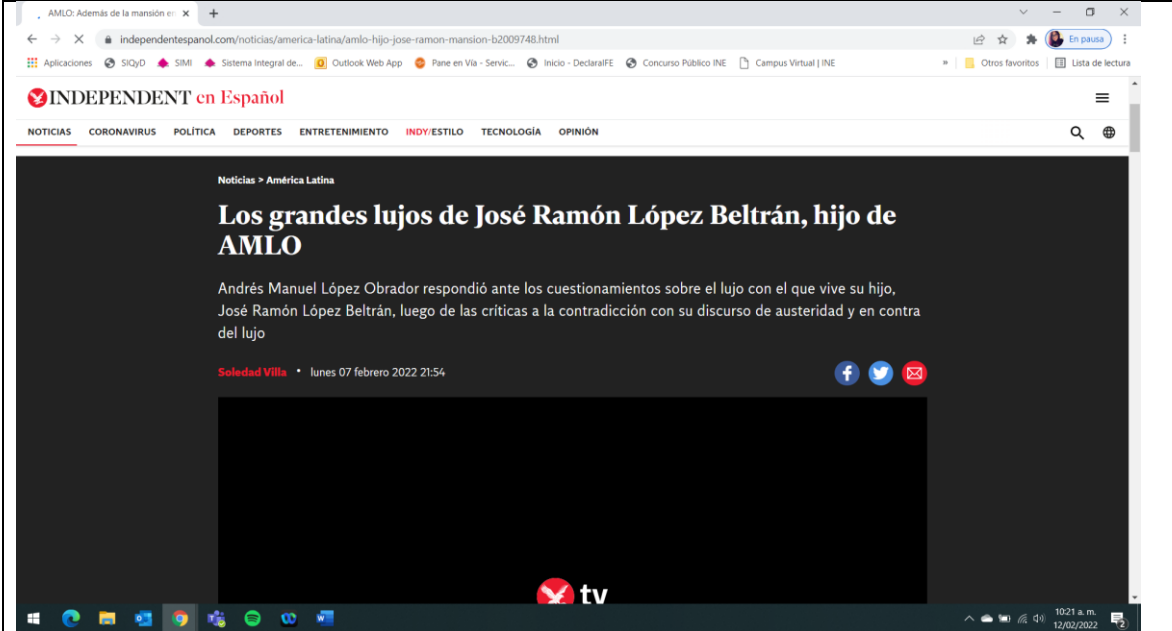 AMLO: Además de la mansión en
independentespanol.com/noticias/america-latina/amlo-hijo-jose-ramon-mansion-b2009748.html
En pausa
Aplicaciones SIQyD SIMI Sistema Integral de... Outlook Web App Pane en Vía - Servic... Inicio - DeclaraIFE Concurso Público INE Campus Virtual | INE » Otros favoritos Lista de lectura
INDEPENDENT en Español
NOTICIAS CORONAVIRUS POLÍTICA DEPORTES ENTRETENIMIENTO INDY/ESTILO TECNOLOGÍA OPINIÓN
Noticias > América Latina
Los grandes lujos de José Ramón López Beltrán, hijo de
AMLO
Andrés Manuel López Obrador respondió ante los cuestionamientos sobre el lujo con el que vive su hijo,
José Ramón López Beltrán, luego de las críticas a la contradicción con su discurso de austeridad y en contra
del lujo
Soledad Villa • lunes 07 febrero 2022 21:54
tv
10:21 a. m.
12/02/2022
2